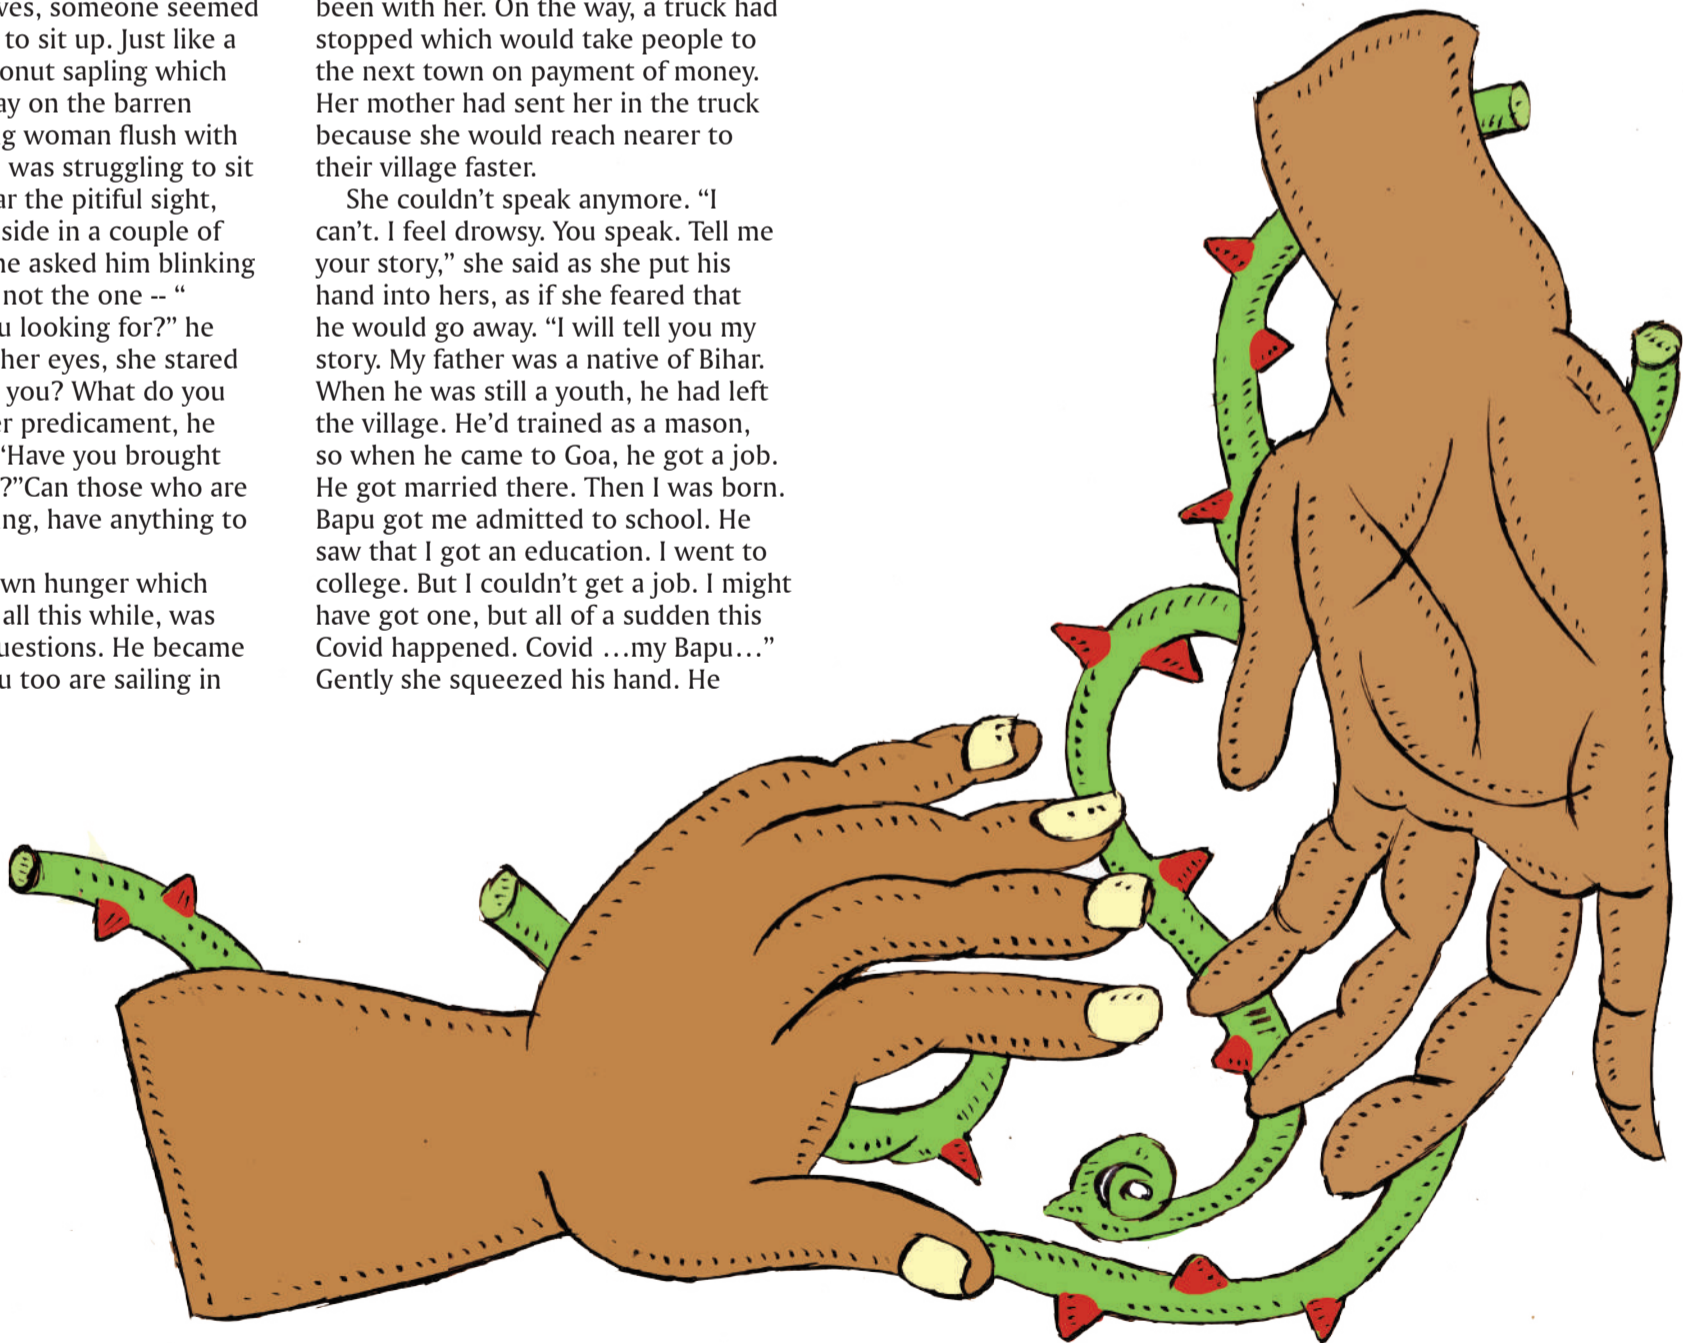 ves, someone seemed
to sit up. Just like a
onut sapling which
ay on the barren
g woman flush with
was struggling to sit
ar the pitiful sight,
side in a couple of
he asked him blinking
not the one -- “
u looking for?” he
her eyes, she stared
you? What do you
er predicament, he
“Have you brought
?”Can those who are
ng, have anything to
wn hunger which
all this while, was
uestions. He became
u too are sailing in
been with her. On the way, a truck had
stopped which would take people to
the next town on payment of money.
Her mother had sent her in the truck
because she would reach nearer to
their village faster.
She couldn’t speak anymore. “I
can’t. I feel drowsy. You speak. Tell me
your story,” she said as she put his
hand into hers, as if she feared that
he would go away. “I will tell you my
story. My father was a native of Bihar.
When he was still a youth, he had left
the village. He’d trained as a mason,
so when he came to Goa, he got a job.
He got married there. Then I was born.
Bapu got me admitted to school. He
saw that I got an education. I went to
college. But I couldn’t get a job. I might
have got one, but all of a sudden this
Covid happened. Covid …my Bapu…”
Gently she squeezed his hand. He